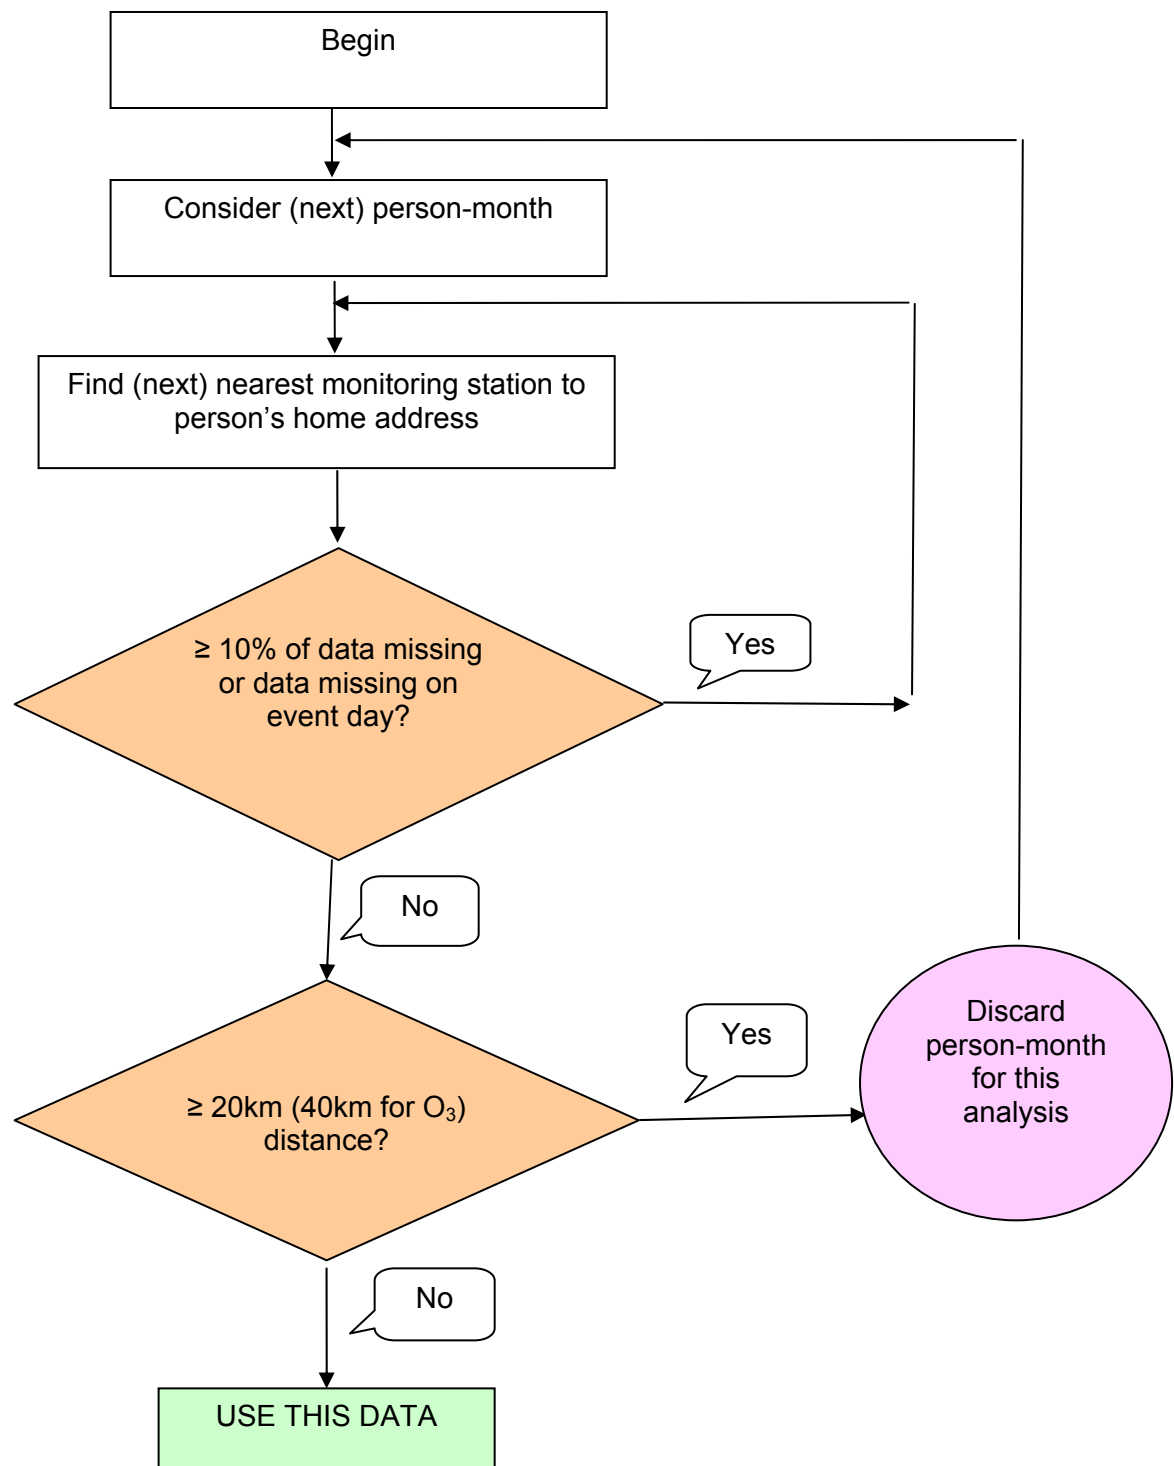 Begin
Consider (next) person-month
Find (next) nearest monitoring station to
person’s home address
≥ 10% of data missing
or data missing on
event day?
Yes
No
≥ 20km (40km for O₃)
distance?
Yes
Discard
person-month
for this
analysis
No
USE THIS DATA